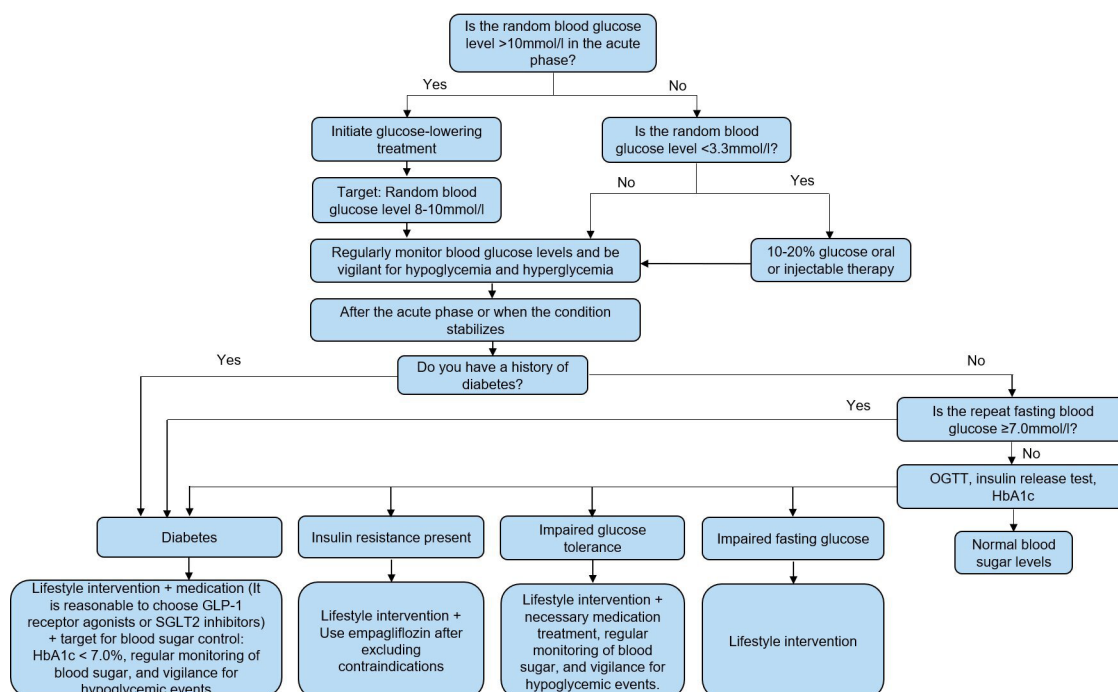 Is the random blood glucose
level >10mmol/l in the acute
phase?
Yes
No
Initiate glucose-lowering
treatment
Is the random blood
glucose level <3.3mmol/l?
No
Yes
Target: Random blood
glucose level 8-10mmol/l
Regularly monitor blood glucose levels and be
vigilant for hypoglycemia and hyperglycemia
10-20% glucose oral
or injectable therapy
After the acute phase or when the condition
stabilizes
Yes
No
Do you have a history of
diabetes?
Yes
Is the repeat fasting blood
glucose ≥7.0mmol/l?
No
OGTT, insulin release test,
HbA1c
Diabetes
Insulin resistance present
Impaired glucose
tolerance
Impaired fasting glucose
Normal blood
sugar levels
Lifestyle intervention + medication (It
is reasonable to choose GLP-1
receptor agonists or SGLT2 inhibitors)
+ target for blood sugar control:
HbA1c < 7.0%, regular monitoring of
blood sugar, and vigilance for
hypoglycemic events.
Lifestyle intervention +
Use empagliflozin after
excluding
contraindications
Lifestyle intervention +
necessary medication
treatment, regular
monitoring of blood
sugar, and vigilance for
hypoglycemic events.
Lifestyle intervention